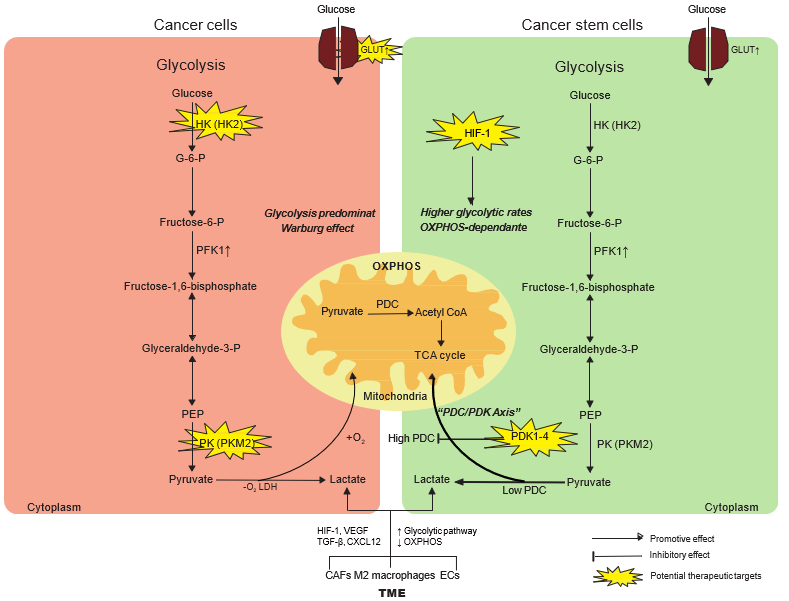 Glucose
Glucose
Cancer cells
Cancer stem cells
GLUT↑
GLUT↑
Glycolysis
Glycolysis
Glucose
HK (HK2)
G-6-P
Fructose-6-P
PFK1↑
Fructose-1,6-bisphosphate
Glyceraldehyde-3-P
PEP
PK (PKM2)
Pyruvate
-O₂ LDH
Lactate
+O₂
Cytoplasm
Glycolysis predominat
Warburg effect
HIF-1
Higher glycolytic rates
OXPHOS-dependante
Glucose
HK (HK2)
G-6-P
Fructose-6-P
PFK1↑
Fructose-1,6-bisphosphate
Glyceraldehyde-3-P
PEP
PK (PKM2)
Pyruvate
OXPHOS
Pyruvate
PDC
Acetyl CoA
TCA cycle
Mitochondria
“PDC/PDK Axis”
High PDC
PDK1-4
Lactate
Low PDC
Cytoplasm
HIF-1, VEGF
TGF-β, CXCL12
↑ Glycolytic pathway
↓ OXPHOS
CAFs M2 macrophages ECs
TME
Promotive effect
Inhibitory effect
Potential therapeutic targets